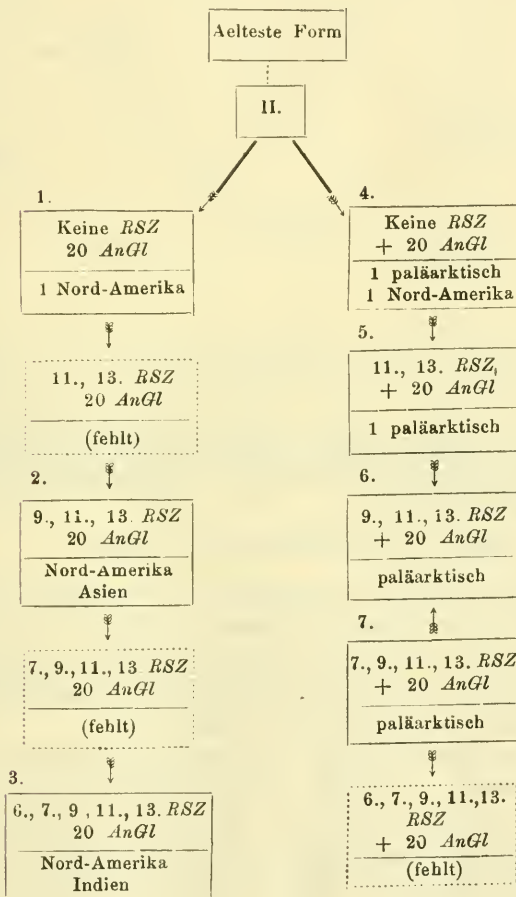 Aelteste Form
II.
1.
Keine RSZ
20 AnGl
1 Nord-Amerika
11., 13. RSZ
20 AnGl
(fehlt)
2.
9., 11., 13. RSZ
20 AnGl
Nord-Amerika
Asien
7., 9., 11., 13 RSZ
20 AnGl
(fehlt)
3.
6., 7., 9 , 11., 13. RSZ
20 AnGl
Nord-Amerika
Indien
4.
Keine RSZ
+ 20 AnGl
1 paläarktisch
1 Nord-Amerika
5.
11., 13. RSZ,
+ 20 AnGl
1 paläarktisch
6.
9., 11., 13. RSZ
+ 20 AnGl
paläarktisch
7.
7., 9., 11., 13. RSZ
+ 20 AnGl
paläarktisch
6., 7., 9., 11., 13.
RSZ
+ 20 AnGl
(fehlt)